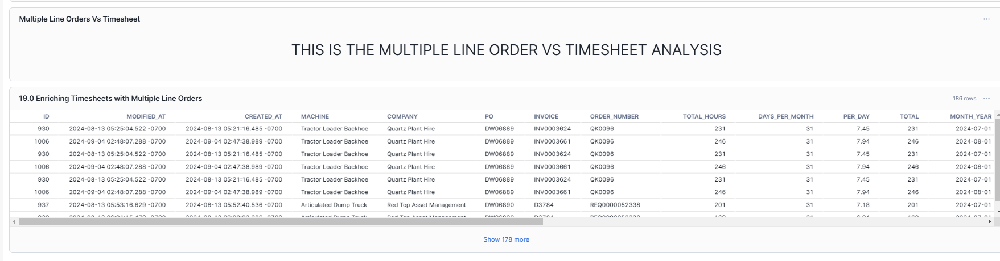 Multiple Line Orders Vs Timesheet
THIS IS THE MULTIPLE LINE ORDER VS TIMESHEET ANALYSIS
19.0 Enriching Timesheets with Multiple Line Orders 186 rows
ID MODIFIED_AT CREATED_AT MACHINE COMPANY PO INVOICE ORDER_NUMBER TOTAL_HOURS DAYS_PER_MONTH PER_DAY TOTAL MONTH_YEAR
930 2024-08-13 05:25:04.522 -0700 2024-08-13 05:21:16.485 -0700 Tractor Loader Backhoe Quartz Plant Hire DW06889 INV0003624 QK0096 231 31 7.45 231 2024-07-01
1006 2024-09-04 02:48:07.288 -0700 2024-09-04 02:47:38.989 -0700 Tractor Loader Backhoe Quartz Plant Hire DW06889 INV0003661 QK0096 246 31 7.94 246 2024-08-01
930 2024-08-13 05:25:04.522 -0700 2024-08-13 05:21:16.485 -0700 Tractor Loader Backhoe Quartz Plant Hire DW06889 INV0003624 QK0096 231 31 7.45 231 2024-07-01
1006 2024-09-04 02:48:07.288 -0700 2024-09-04 02:47:38.989 -0700 Tractor Loader Backhoe Quartz Plant Hire DW06889 INV0003661 QK0096 246 31 7.94 246 2024-08-01
930 2024-08-13 05:25:04.522 -0700 2024-08-13 05:21:16.485 -0700 Tractor Loader Backhoe Quartz Plant Hire DW06889 INV0003624 QK0096 231 31 7.45 231 2024-07-01
1006 2024-09-04 02:48:07.288 -0700 2024-09-04 02:47:38.989 -0700 Tractor Loader Backhoe Quartz Plant Hire DW06889 INV0003661 QK0096 246 31 7.94 246 2024-08-01
937 2024-08-13 05:53:16.629 -0700 2024-08-13 05:52:40.536 -0700 Articulated Dump Truck Red Top Asset Management DW06890 D3784 REQ0000052338 201 31 7.18 201 2024-07-01
Articulated Dump Truck Red Top Asset Management
Show 178 more